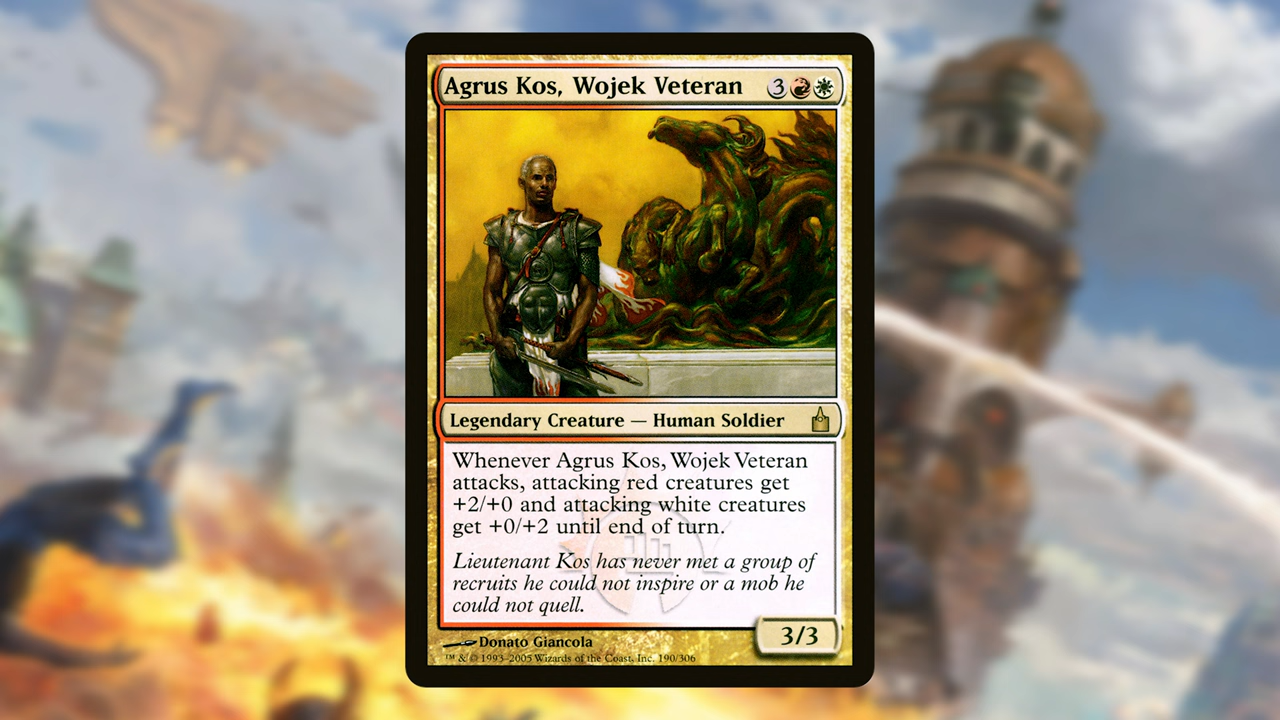 Agrus Kos, Wojek Veteran 3
Legendary Creature — Human Soldier
Whenever Agrus Kos, Wojek Veteran
attacks, attacking red creatures get
+2/+0 and attacking white creatures
get +0/+2 until end of turn.
Lieutenant Kos has never met a group of
recruits he could not inspire or a mob he
could not quell.
3/3
Donato Giancola
™ & © 1993–2005 Wizards of the Coast, Inc. 190/306